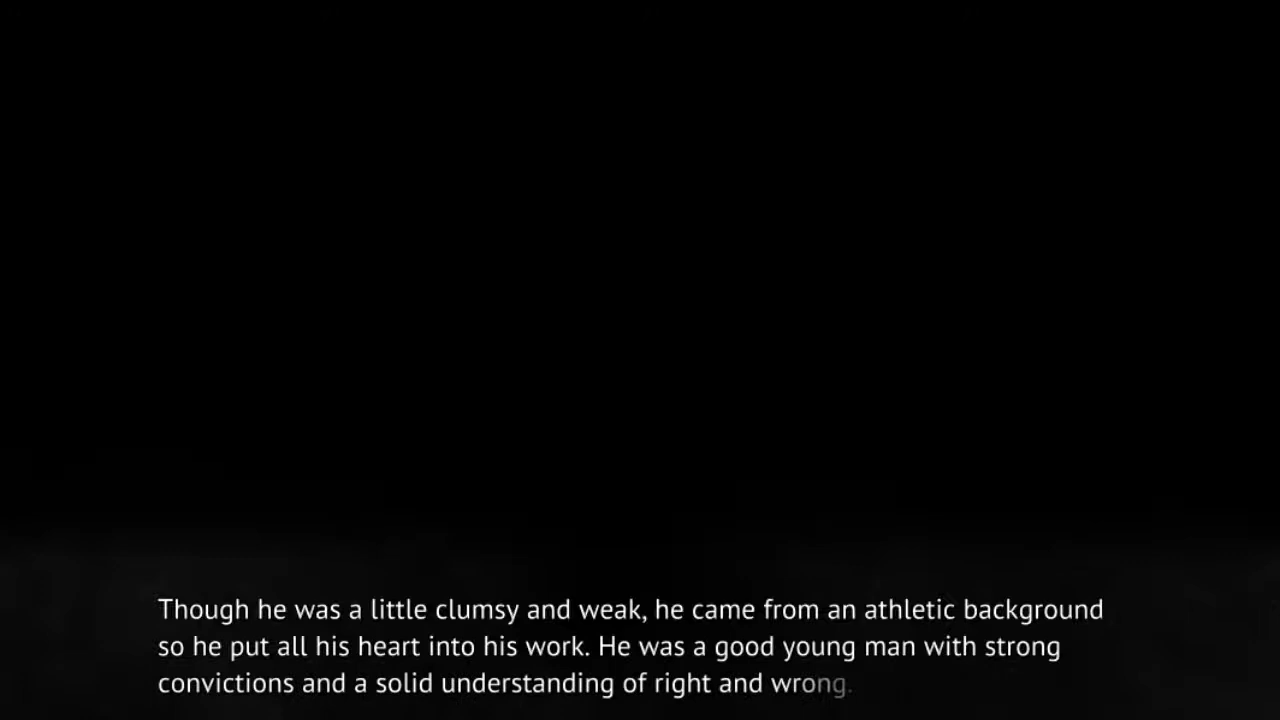 Though he was a little clumsy and weak, he came from an athletic background
so he put all his heart into his work. He was a good young man with strong
convictions and a solid understanding of right and wrong.